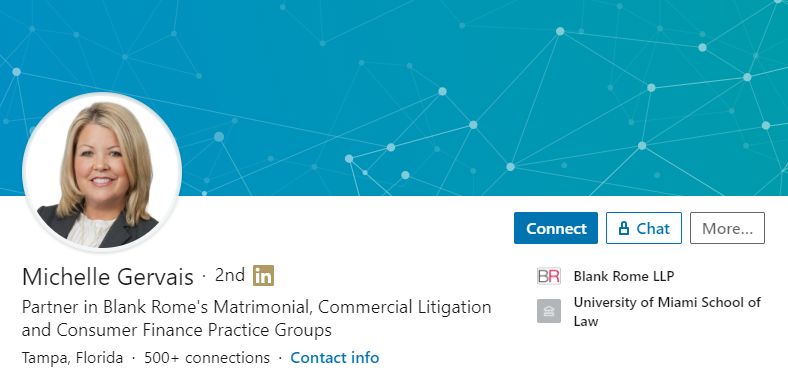 Connect
Chat
More...
Michelle Gervais · 2nd in
Partner in Blank Rome's Matrimonial, Commercial Litigation
and Consumer Finance Practice Groups
Tampa, Florida · 500+ connections · Contact info
BR Blank Rome LLP
University of Miami School of
Law